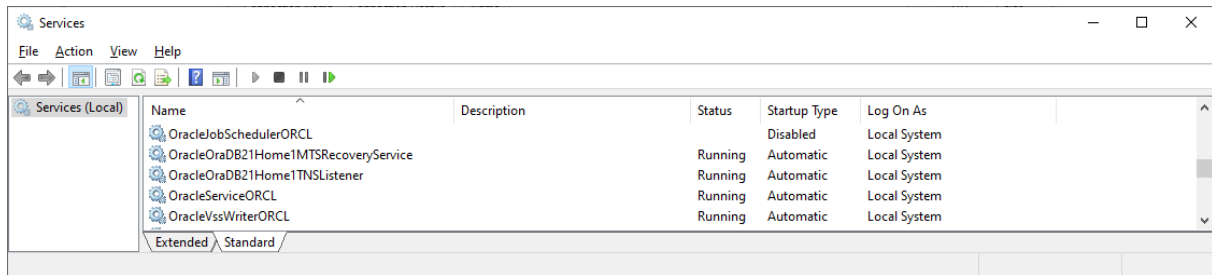 Services
File Action View Help
Services (Local)
Name Description Status Startup Type Log On As
OracleJobSchedulerORCL Disabled Local System
OracleOraDB21Home1MTSRecoveryService Running Automatic Local System
OracleOraDB21Home1TNSListener Running Automatic Local System
OracleServiceORCL Running Automatic Local System
OracleVssWriterORCL Running Automatic Local System
Extended Standard